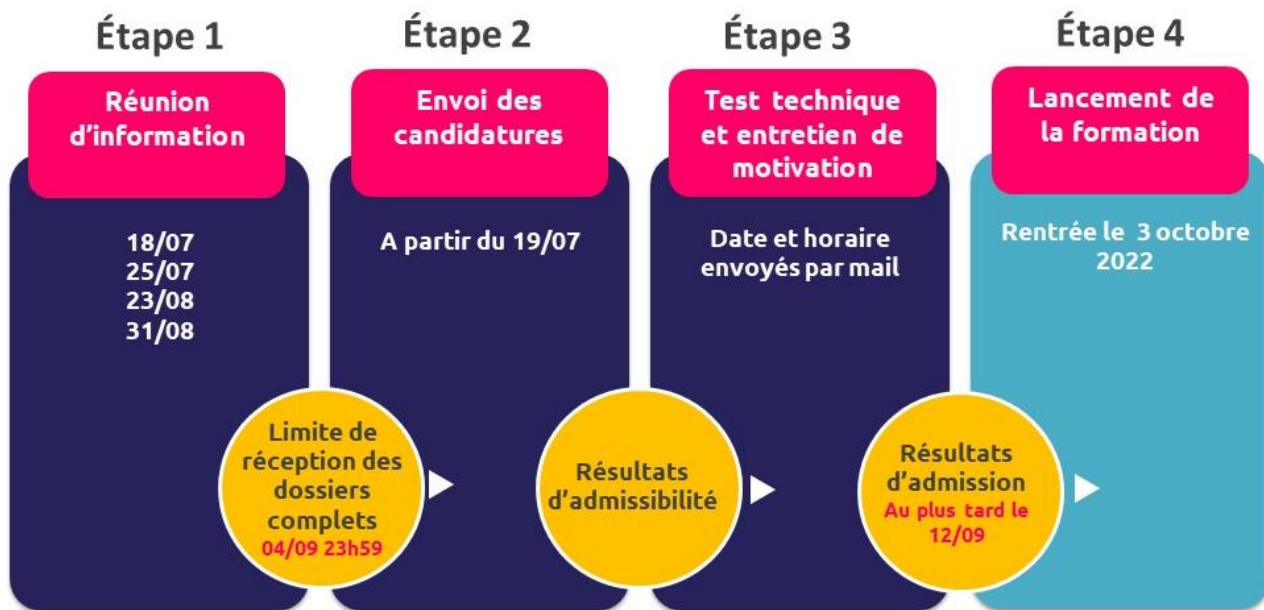 Étape 1
Réunion
d'information
18/07
25/07
23/08
31/08
Limite de
réception des
dossiers
complets
04/09 23h59
Étape 2
Envoi des
candidatures
A partir du 19/07
Résultats
d'admissibilité
Étape 3
Test technique
et entretien de
motivation
Date et horaire
envoyés par mail
Résultats
d'admission
Au plus tard le
12/09
Étape 4
Lancement de
la formation
Rentrée le 3 octobre
2022